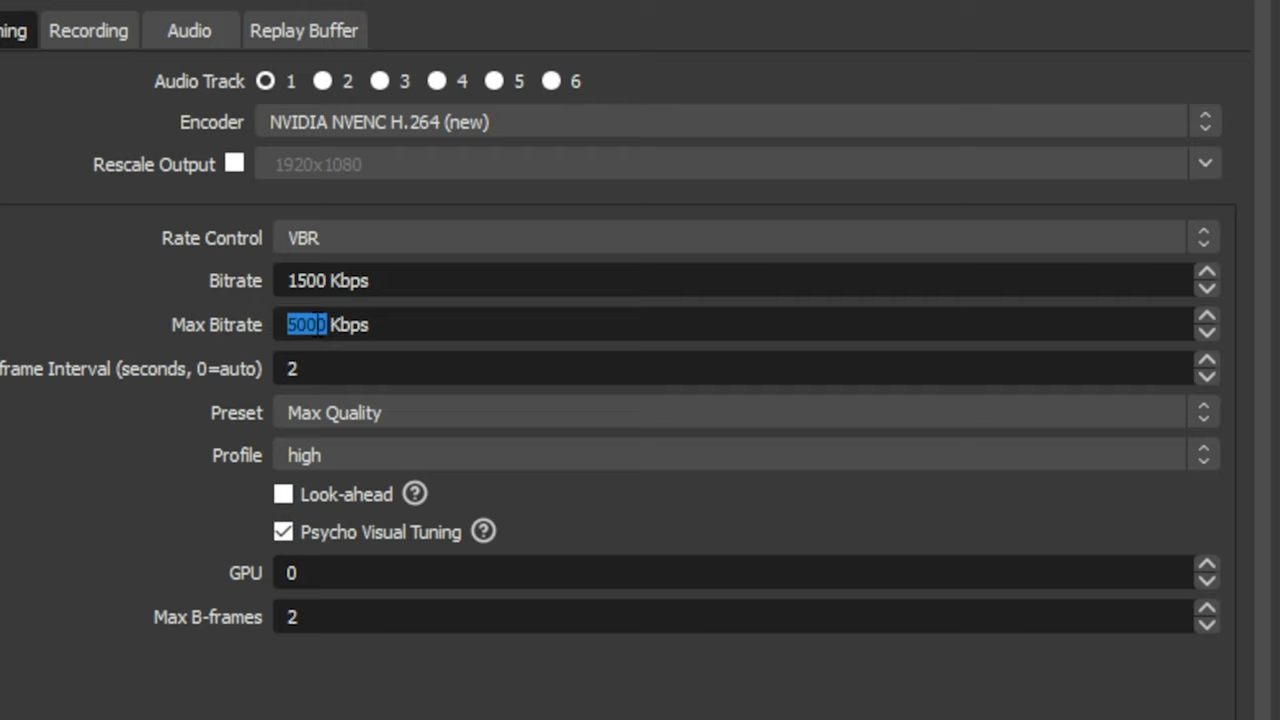 ning Recording Audio Replay Buffer
Audio Track 1 2 3 4 5 6
Encoder NVIDIA NVENC H.264 (new)
Rescale Output 1920x1080
Rate Control VBR
Bitrate 1500 Kbps
Max Bitrate 5000 Kbps
frame Interval (seconds, 0=auto) 2
Preset Max Quality
Profile high
Look-ahead ?
Psycho Visual Tuning ?
GPU 0
Max B-frames 2